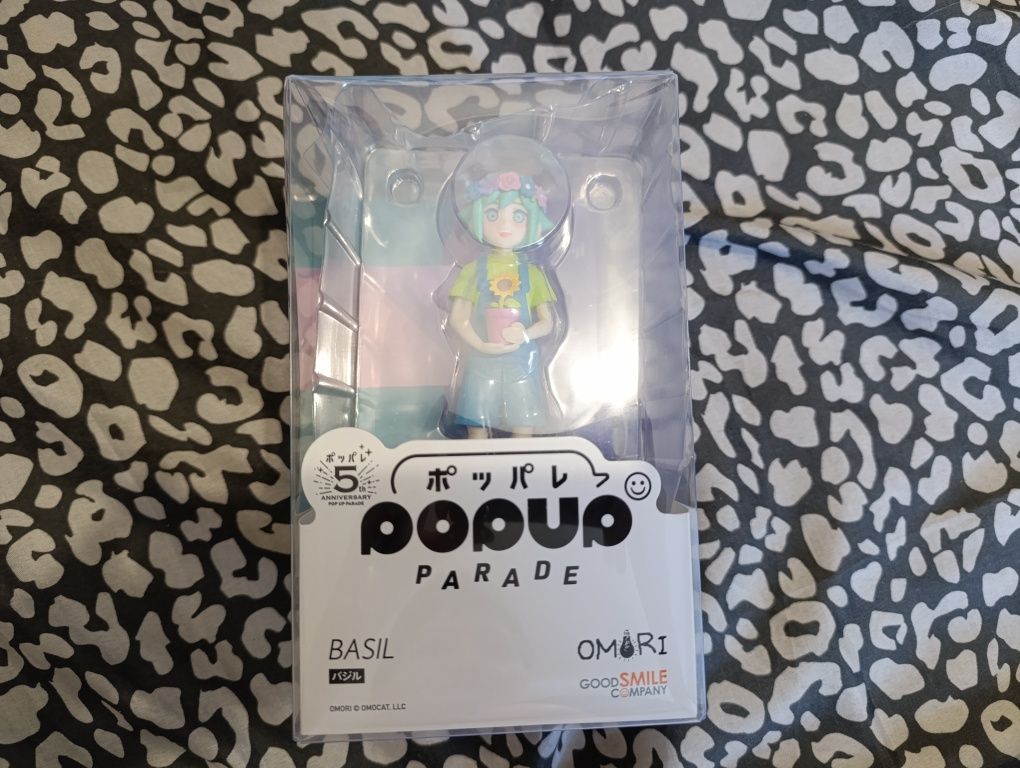 ポッパレ
5th
ANNIVERSARY
POP UP PARADE
ポッパレ
POPUP
PARADE
BASIL
バジル
OMORI
GOOD SMILE
COMPANY
OMORI © OMOCAT, LLC